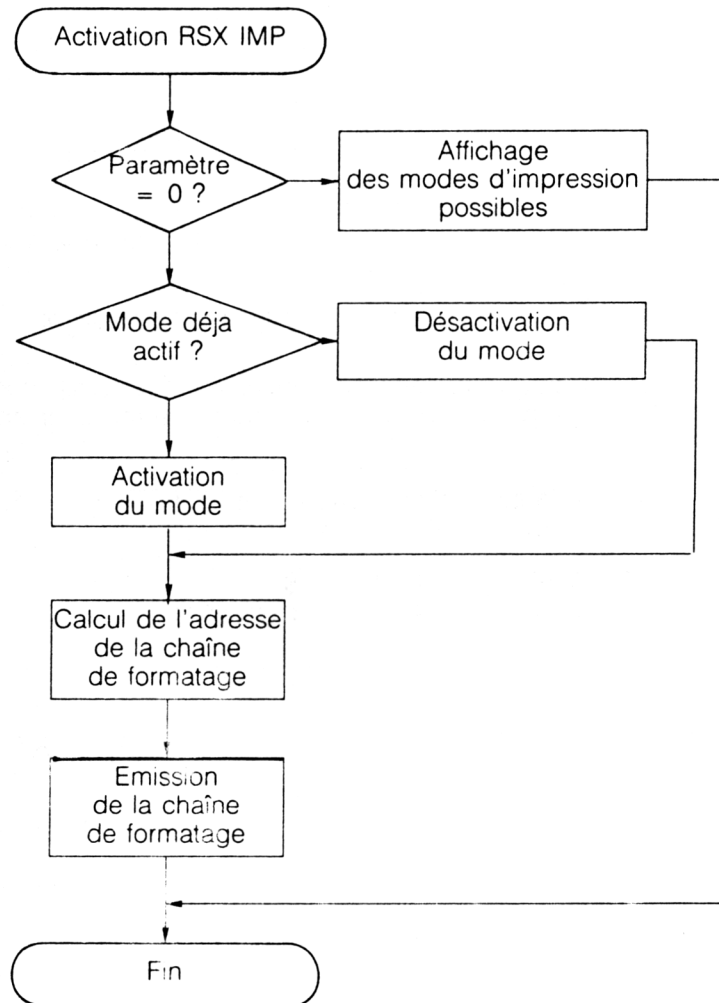 Activation RSX IMP
Paramètre
= 0 ?
Affichage
des modes d'impression
possibles
Mode déja
actif ?
Désactivation
du mode
Activation
du mode
Calcul de l'adresse
de la chaîne
de formatage
Emission
de la chaîne
de formatage
Fin